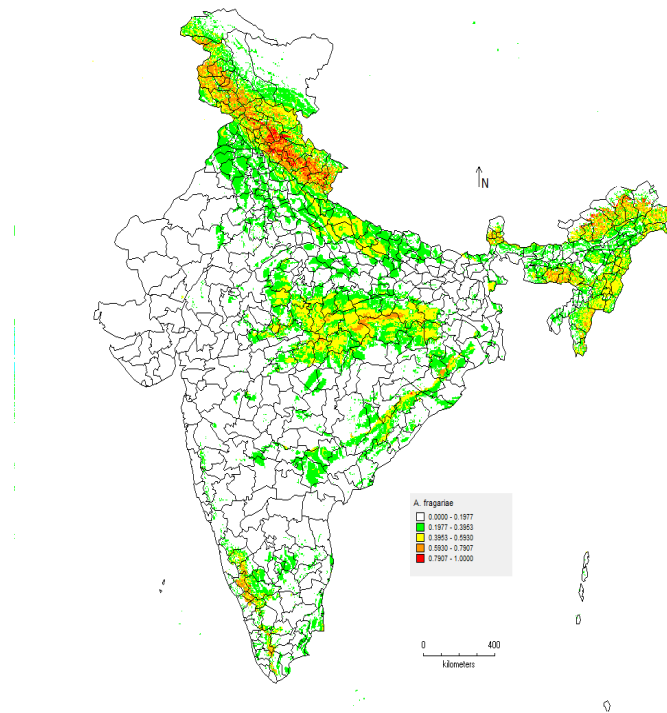 N
A. fragariae
0.0000 - 0.1977
0.1977 - 0.3953
0.3953 - 0.5930
0.5930 - 0.7907
0.7907 - 1.0000
0 400
kilometers